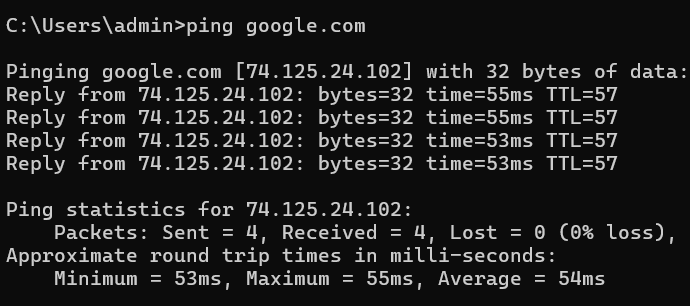 C:\Users\admin>ping google.com
Pinging google.com [74.125.24.102] with 32 bytes of data:
Reply from 74.125.24.102: bytes=32 time=55ms TTL=57
Reply from 74.125.24.102: bytes=32 time=55ms TTL=57
Reply from 74.125.24.102: bytes=32 time=53ms TTL=57
Reply from 74.125.24.102: bytes=32 time=53ms TTL=57
Ping statistics for 74.125.24.102:
    Packets: Sent = 4, Received = 4, Lost = 0 (0% loss),
Approximate round trip times in milli-seconds:
    Minimum = 53ms, Maximum = 55ms, Average = 54ms